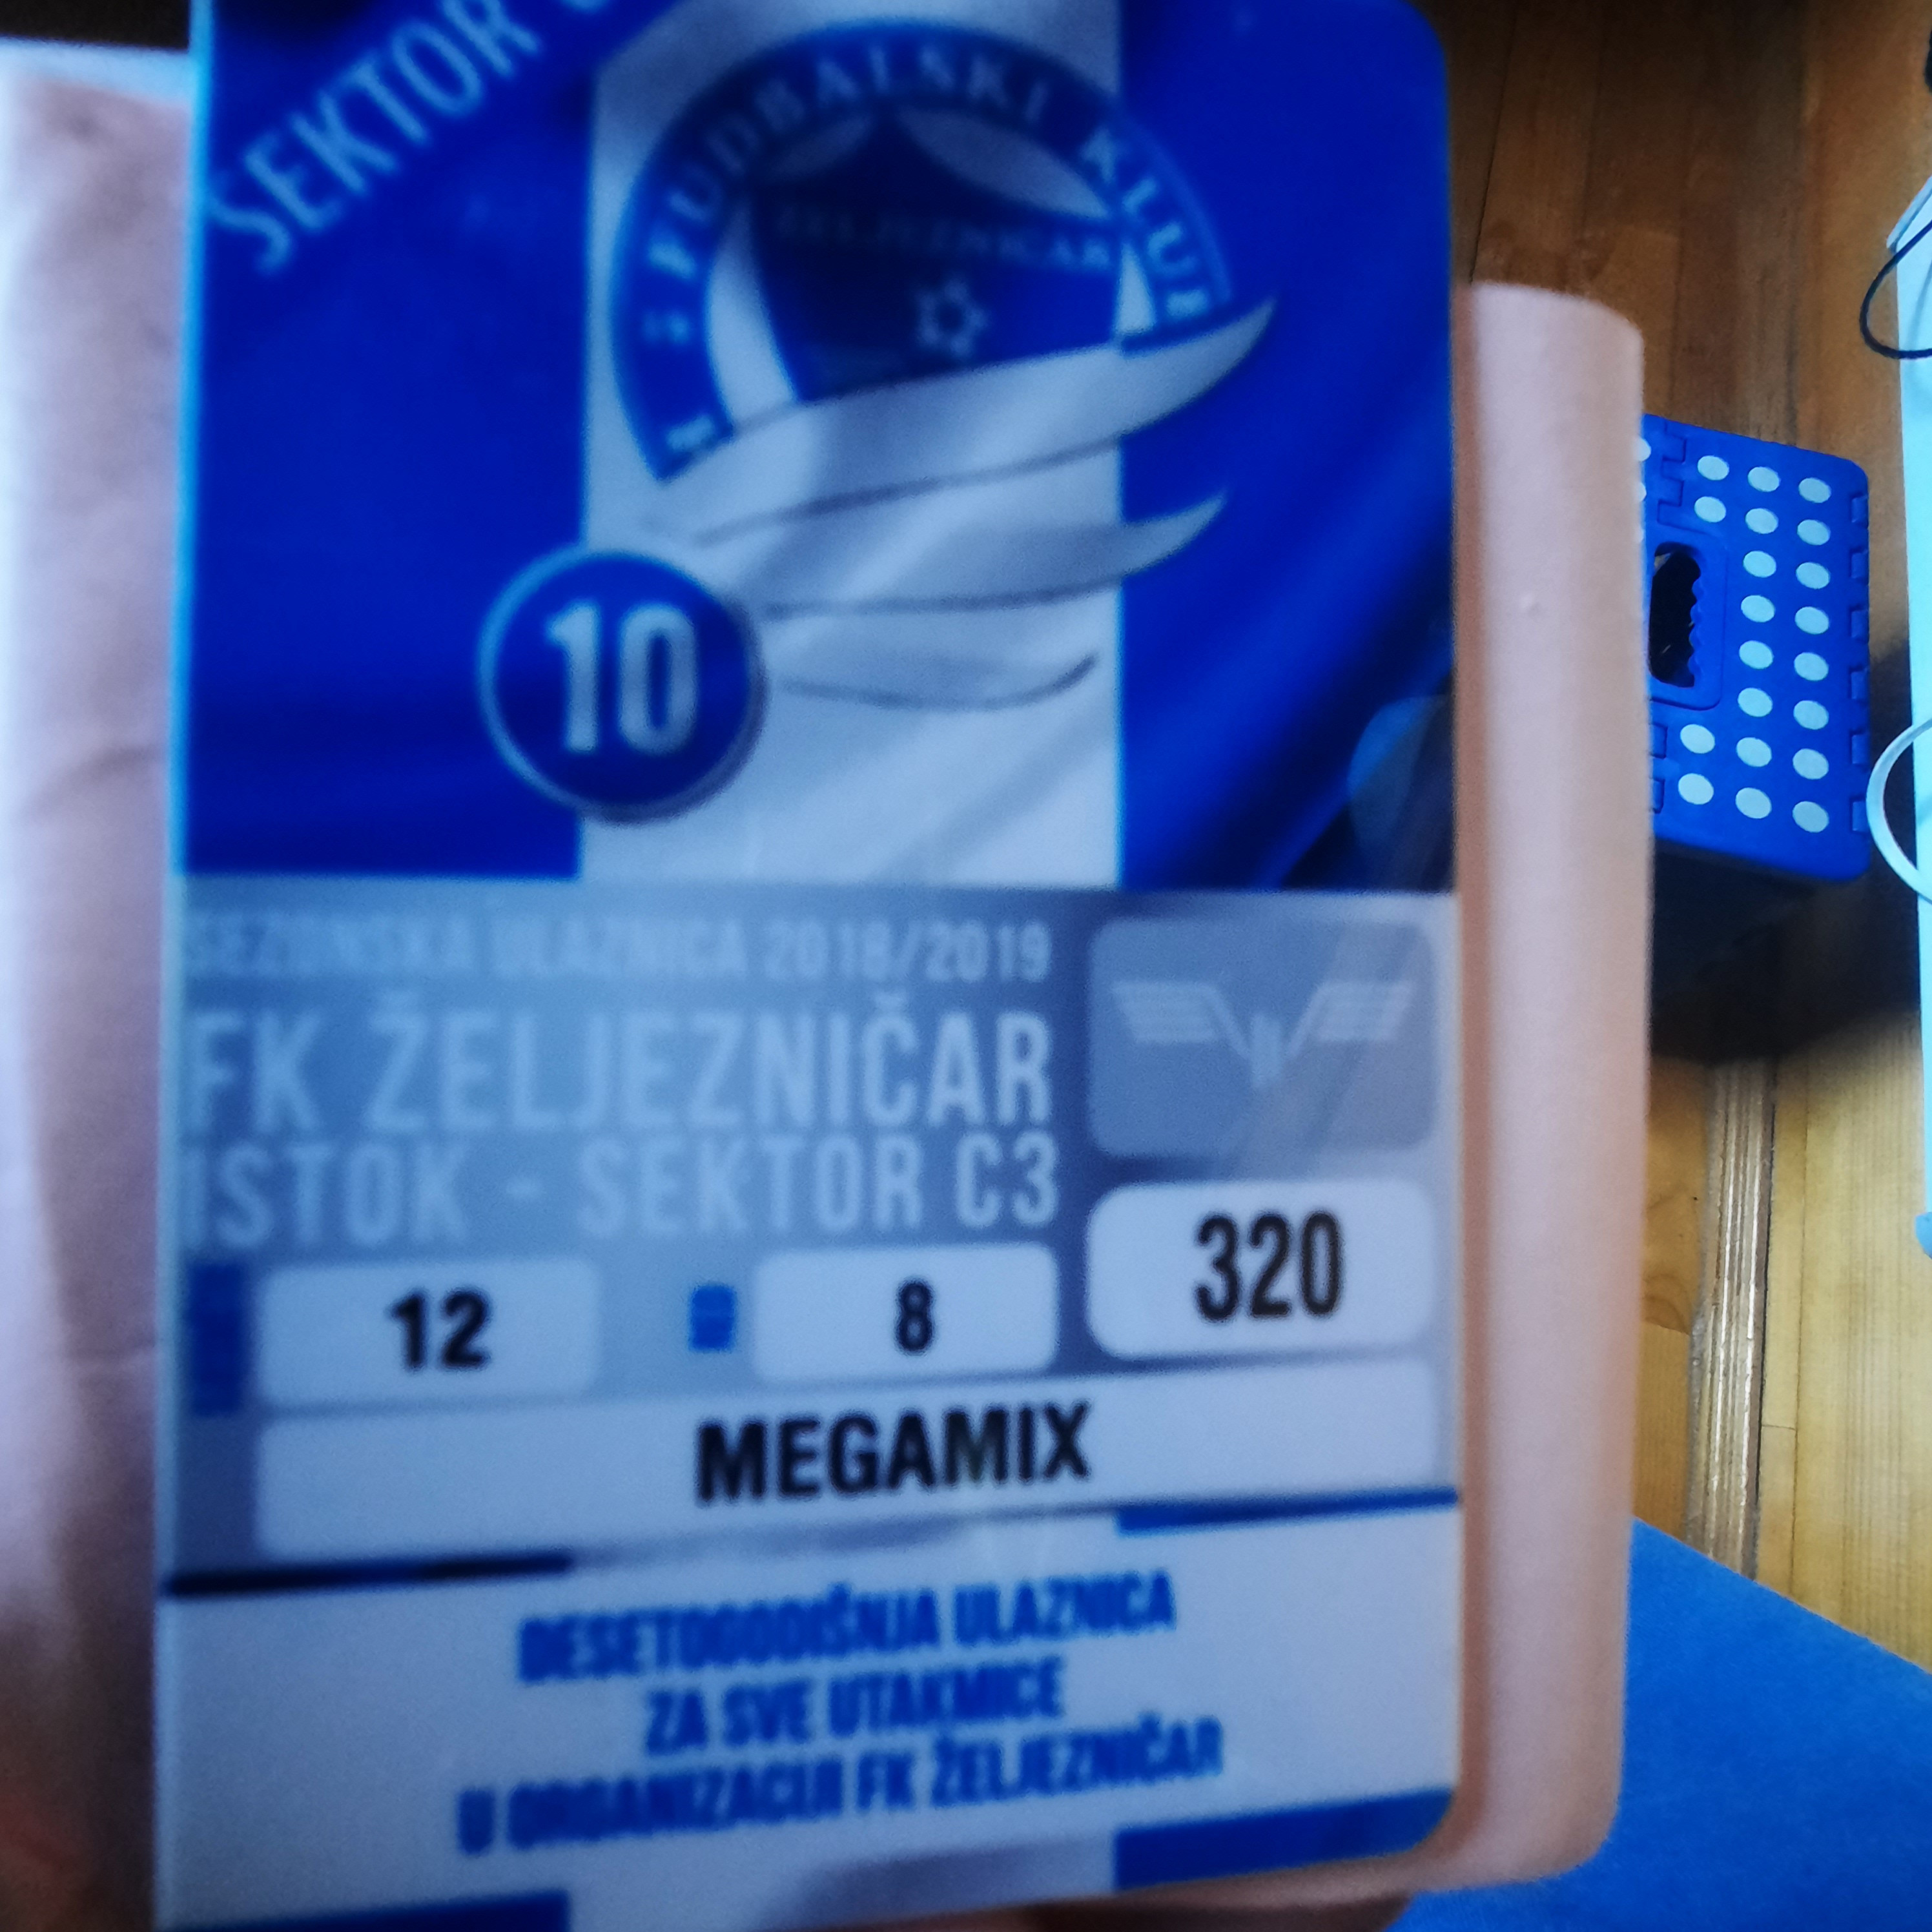 SEKTOR
FUDBALSKI KLUB
ŽELJEZNIČAR
10
SEZONSKA ULAZNICA 2018/2019
FK ŽELJEZNIČAR
ISTOK - SEKTOR C3
12 8 320
MEGAMIX
DESETOGODIŠNJA ULAZNICA
ZA SVE UTAKMICE
U ORGANIZACIJI FK ŽELJEZNIČAR